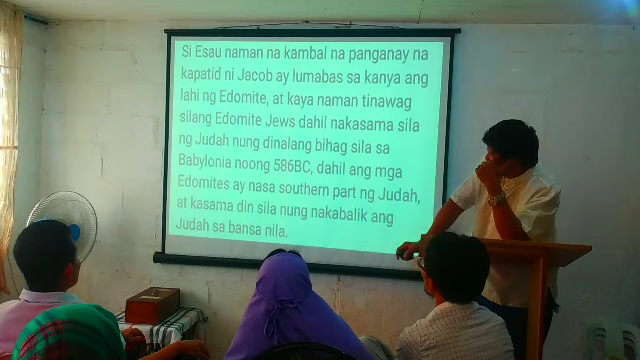 Si Esau naman na kambal na panganay na
kapatid ni Jacob ay lumabas sa kanya ang
lahi ng Edomite, at kaya naman tinawag
silang Edomite Jews dahil nakasama sila
ng Judah nung dinalang bihag sila sa
Babylonia noong 586BC, dahil ang mga
Edomites ay nasa southern part ng Judah,
at kasama din sila nung nakabalik ang
Judah sa bansa nila.